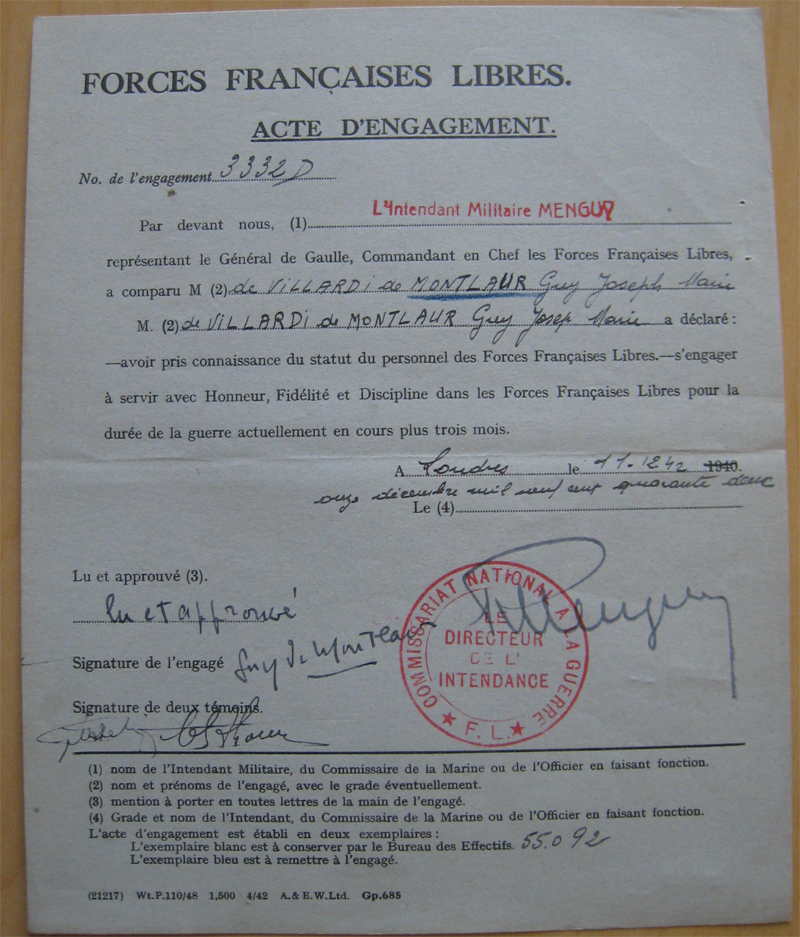 FORCES FRANÇAISES LIBRES.
ACTE D'ENGAGEMENT.
No. de l'engagement 3332 D
L'Intendant Militaire MENGUY
Par devant nous, (1)
représentant le Général de Gaulle, Commandant en Chef les Forces Françaises Libres,
a comparu M (2) de VILLARDI de MONTLAUR Guy Joseph Marie
M. (2) de VILLARDI de MONTLAUR Guy Josep Marie a déclaré :
—avoir pris connaissance du statut du personnel des Forces Françaises Libres.—s'engager
à servir avec Honneur, Fidélité et Discipline dans les Forces Françaises Libres pour la
durée de la guerre actuellement en cours plus trois mois.
A Londres le 11-12 42 1940.
onze décembre mil neuf cent quarante deux
Le (4)
Lu et approuvé (3).
lu et approuvé
Signature de l'engagé Guy de Montlaur
Signature de deux témoins.
COMMISSARIAT NATIONAL A LA GUERRE
LE
DIRECTEUR
DE L'
INTENDANCE
★ F. L. ★
(1) nom de l'Intendant Militaire, du Commissaire de la Marine ou de l'Officier en faisant fonction.
(2) nom et prénoms de l'engagé, avec le grade éventuellement.
(3) mention à porter en toutes lettres de la main de l'engagé.
(4) Grade et nom de l'Intendant, du Commissaire de la Marine ou de l'Officier en faisant fonction.
L'acte d'engagement est établi en deux exemplaires :
L'exemplaire blanc est à conserver par le Bureau des Effectifs. 55.092
L'exemplaire bleu est à remettre à l'engagé.
(21217) Wt.P.110/48 1,500 4/42 A.& E.W.Ltd. Gp.685